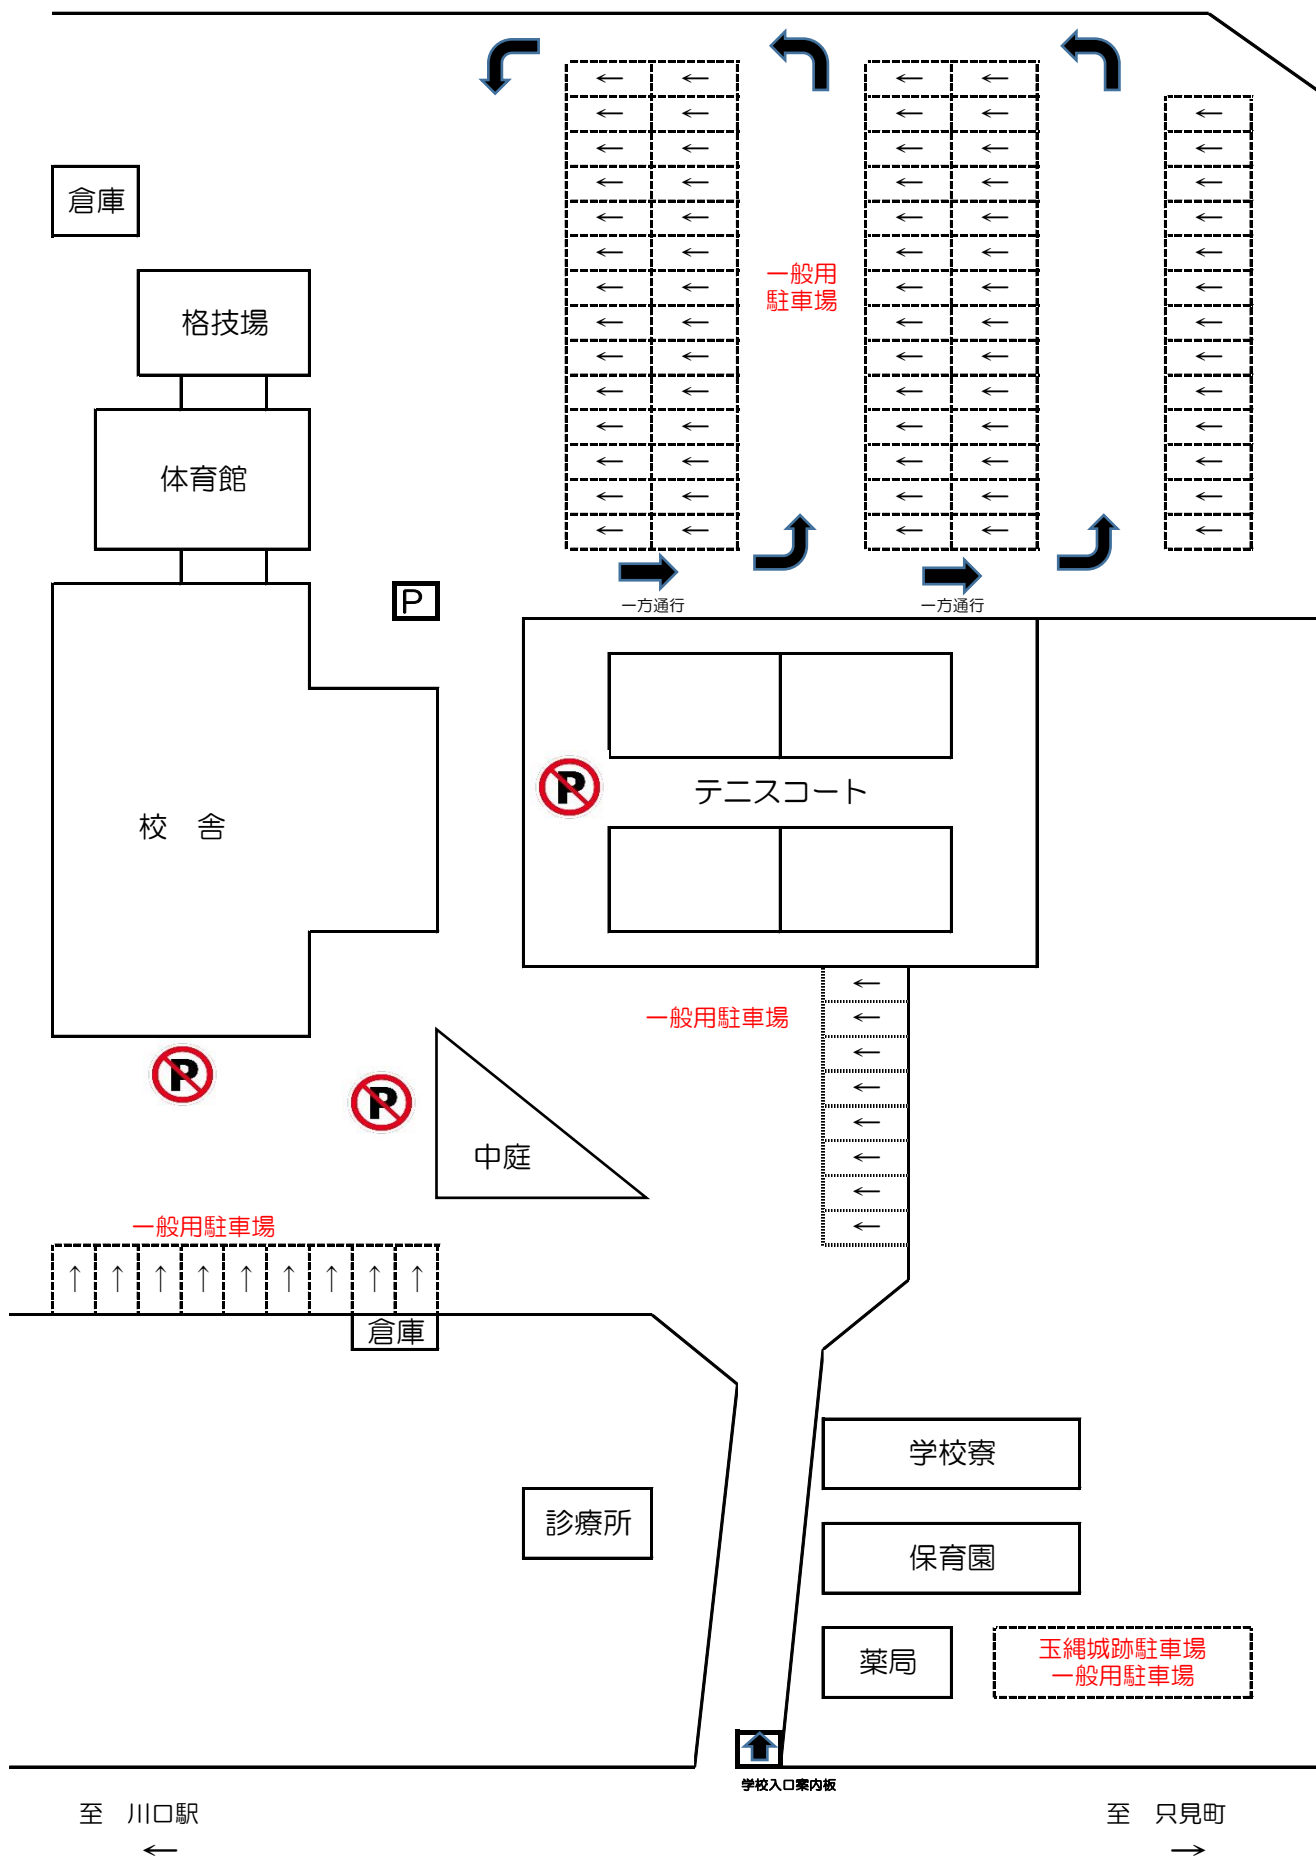 倉庫
格技場
一般用
駐車場
体育館
一方通行
一方通行
P
P
テニスコート
校　舎
一般用駐車場
P
P
中庭
一般用駐車場
倉庫
学校寮
診療所
保育園
薬局
玉縄城跡駐車場
一般用駐車場
学校入口案内板
至　川口駅
至　只見町